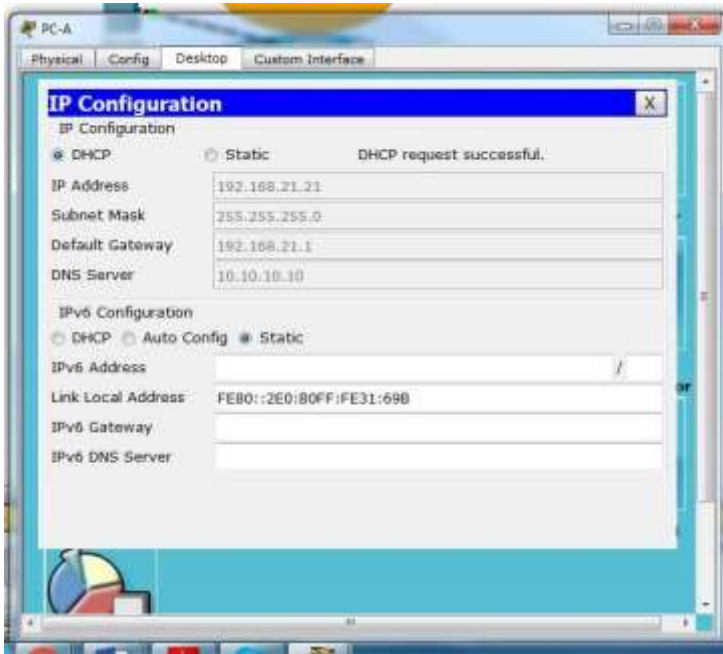 PC-A
Physical Config Desktop Custom Interface
IP Configuration X
IP Configuration
DHCP Static DHCP request successful.
IP Address 192.168.21.21
Subnet Mask 255.255.255.0
Default Gateway 192.168.21.1
DNS Server 10.10.10.10
IPv6 Configuration
DHCP Auto Config Static
IPv6 Address /
Link Local Address FE80::2E0:80FF:FE31:69B
IPv6 Gateway
IPv6 DNS Server
or